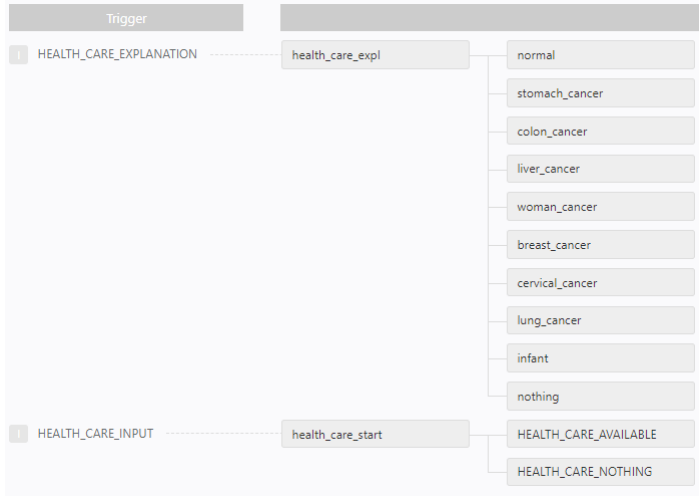 Trigger
I HEALTH_CARE_EXPLANATION health_care_expl normal
stomach_cancer
colon_cancer
liver_cancer
woman_cancer
breast_cancer
cervical_cancer
lung_cancer
infant
nothing
I HEALTH_CARE_INPUT health_care_start HEALTH_CARE_AVAILABLE
HEALTH_CARE_NOTHING